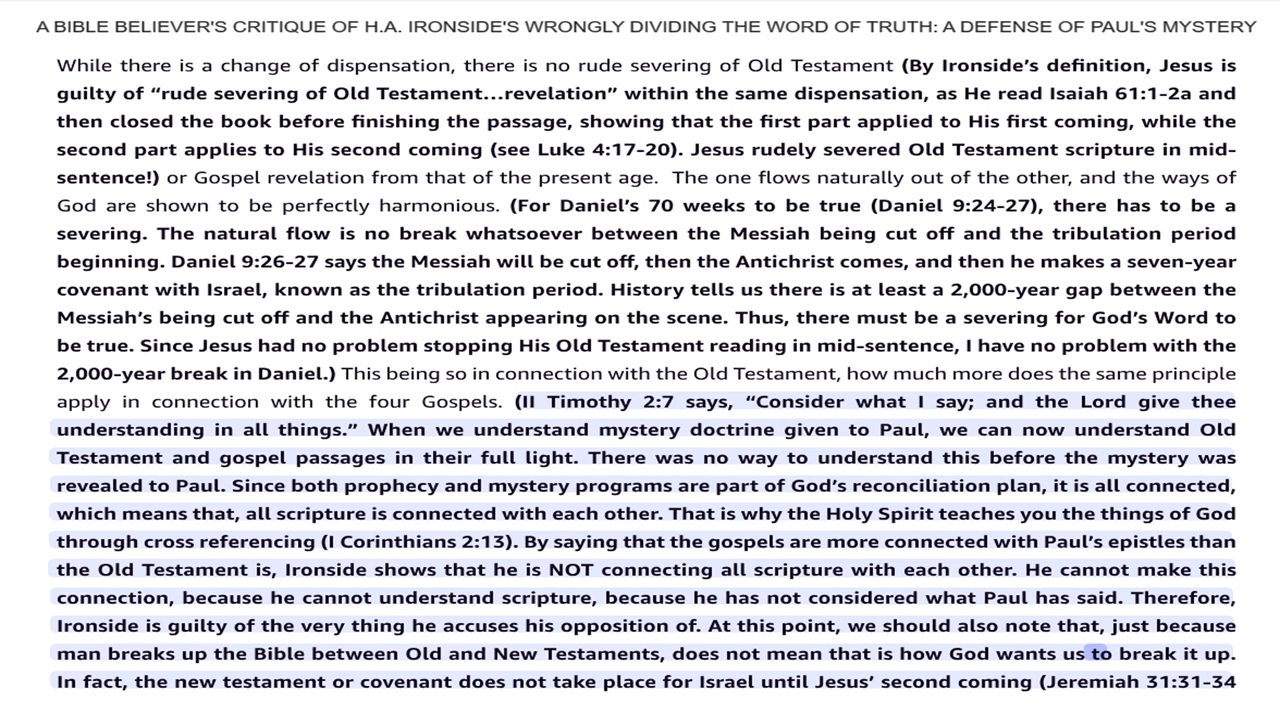 A BIBLE BELIEVER'S CRITIQUE OF H.A. IRONSIDE'S WRONGLY DIVIDING THE WORD OF TRUTH: A DEFENSE OF PAUL'S MYSTERY
While there is a change of dispensation, there is no rude severing of Old Testament (By Ironside’s definition, Jesus is
guilty of “rude severing of Old Testament…revelation” within the same dispensation, as He read Isaiah 61:1-2a and
then closed the book before finishing the passage, showing that the first part applied to His first coming, while the
second part applies to His second coming (see Luke 4:17-20). Jesus rudely severed Old Testament scripture in mid-
sentence!) or Gospel revelation from that of the present age.  The one flows naturally out of the other, and the ways of
God are shown to be perfectly harmonious. (For Daniel’s 70 weeks to be true (Daniel 9:24-27), there has to be a
severing. The natural flow is no break whatsoever between the Messiah being cut off and the tribulation period
beginning. Daniel 9:26-27 says the Messiah will be cut off, then the Antichrist comes, and then he makes a seven-year
covenant with Israel, known as the tribulation period. History tells us there is at least a 2,000-year gap between the
Messiah’s being cut off and the Antichrist appearing on the scene. Thus, there must be a severing for God’s Word to
be true. Since Jesus had no problem stopping His Old Testament reading in mid-sentence, I have no problem with the
2,000-year break in Daniel.) This being so in connection with the Old Testament, how much more does the same principle
apply in connection with the four Gospels. (II Timothy 2:7 says, “Consider what I say; and the Lord give thee
understanding in all things.” When we understand mystery doctrine given to Paul, we can now understand Old
Testament and gospel passages in their full light. There was no way to understand this before the mystery was
revealed to Paul. Since both prophecy and mystery programs are part of God’s reconciliation plan, it is all connected,
which means that, all scripture is connected with each other. That is why the Holy Spirit teaches you the things of God
through cross referencing (I Corinthians 2:13). By saying that the gospels are more connected with Paul’s epistles than
the Old Testament is, Ironside shows that he is NOT connecting all scripture with each other. He cannot make this
connection, because he cannot understand scripture, because he has not considered what Paul has said. Therefore,
Ironside is guilty of the very thing he accuses his opposition of. At this point, we should also note that, just because
man breaks up the Bible between Old and New Testaments, does not mean that is how God wants us to break it up.
In fact, the new testament or covenant does not take place for Israel until Jesus’ second coming (Jeremiah 31:31-34